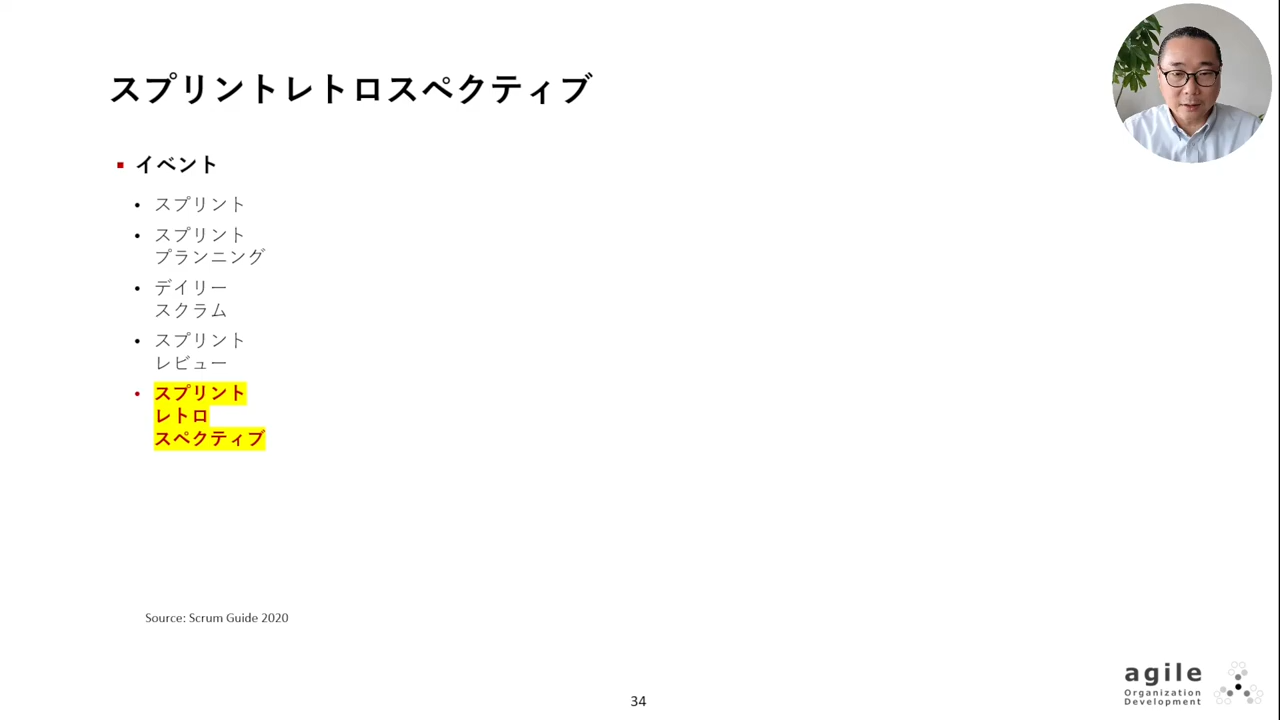 スプリントレトロスペクティブ
イベント
スプリント
スプリント
プランニング
デイリー
スクラム
スプリント
レビュー
スプリント
レトロ
スペクティブ
Source: Scrum Guide 2020
34
agile
Organization
Development